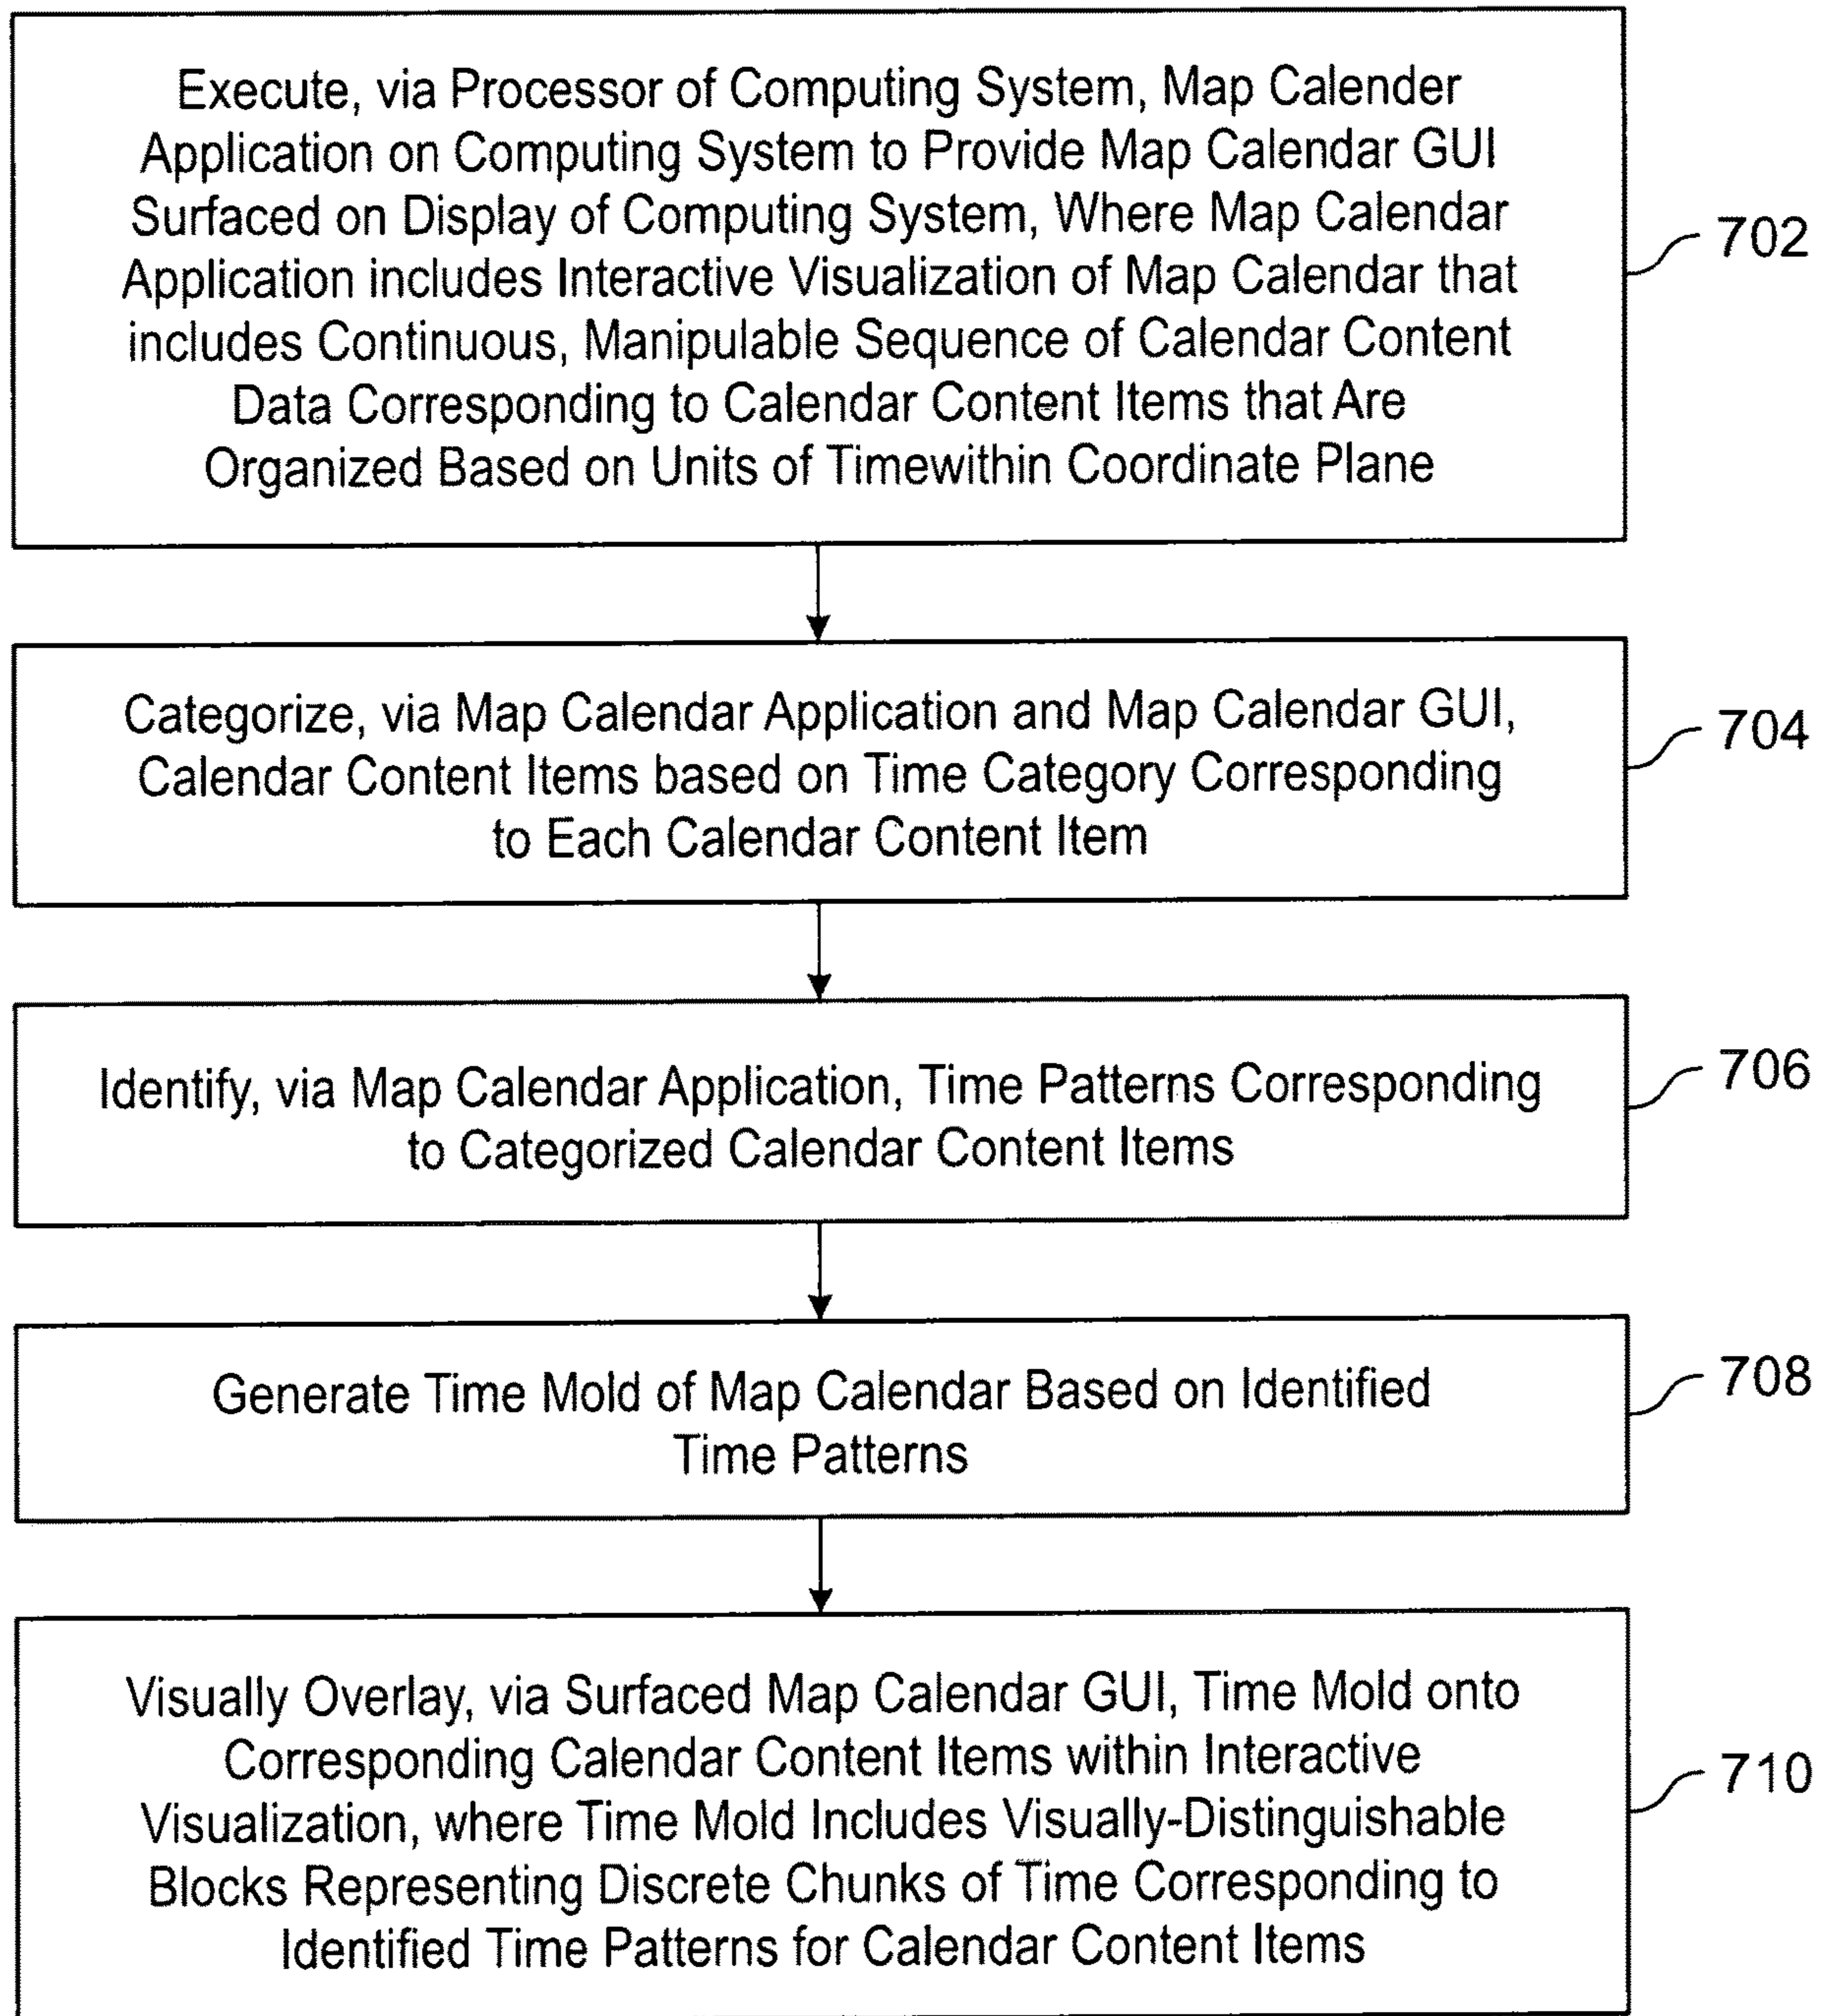 Execute, via Processor of Computing System, Map Calender
Application on Computing System to Provide Map Calendar GUI
Surfaced on Display of Computing System, Where Map Calendar
Application includes Interactive Visualization of Map Calendar that
includes Continuous, Manipulable Sequence of Calendar Content
Data Corresponding to Calendar Content Items that Are
Organized Based on Units of Timewithin Coordinate Plane
702
Categorize, via Map Calendar Application and Map Calendar GUI,
Calendar Content Items based on Time Category Corresponding
to Each Calendar Content Item
704
Identify, via Map Calendar Application, Time Patterns Corresponding
to Categorized Calendar Content Items
706
Generate Time Mold of Map Calendar Based on Identified
Time Patterns
708
Visually Overlay, via Surfaced Map Calendar GUI, Time Mold onto
Corresponding Calendar Content Items within Interactive
Visualization, where Time Mold Includes Visually-Distinguishable
Blocks Representing Discrete Chunks of Time Corresponding to
Identified Time Patterns for Calendar Content Items
710